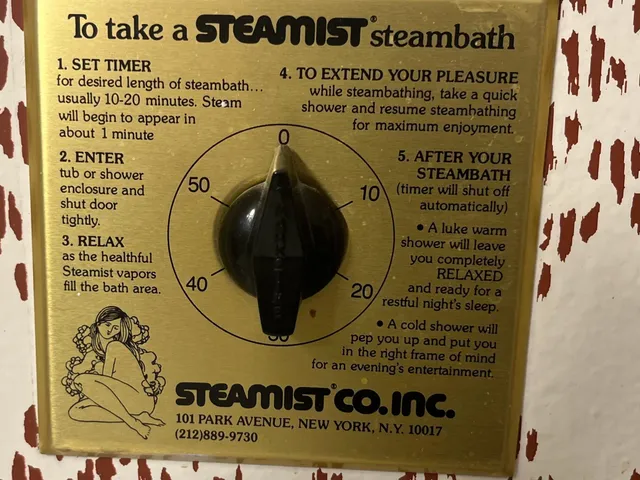 To take a STEAMIST® steambath
1. SET TIMER
for desired length of steambath...
usually 10-20 minutes. Steam
will begin to appear in
about 1 minute
2. ENTER
tub or shower
enclosure and
shut door
tightly.
3. RELAX
as the healthful
Steamist vapors
fill the bath area.
4. TO EXTEND YOUR PLEASURE
while steambathing, take a quick
shower and resume steambathing
for maximum enjoyment.
5. AFTER YOUR
STEAMBATH
(timer will shut off
automatically)
• A luke warm
shower will leave
you completely
RELAXED
and ready for a
restful night's sleep.
• A cold shower will
pep you up and put you
in the right frame of mind
for an evening's entertainment.
0
10
20
30
40
50
STEAMIST® CO. INC.
101 PARK AVENUE, NEW YORK, N.Y. 10017
(212)889-9730